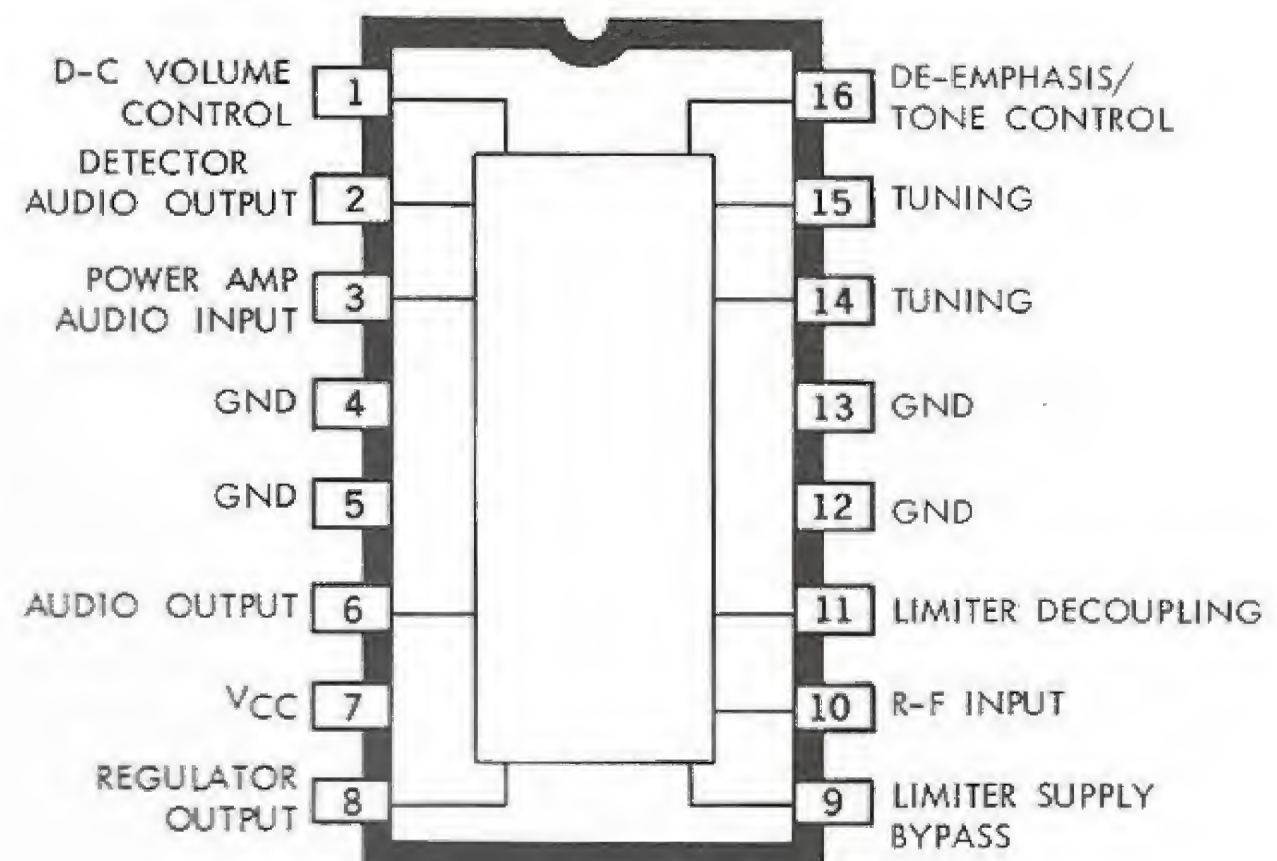 D-C VOLUME
CONTROL
1
DETECTOR
AUDIO OUTPUT
2
POWER AMP
AUDIO INPUT
3
GND
4
GND
5
AUDIO OUTPUT
6
VCC
7
REGULATOR
OUTPUT
8
16
DE-EMPHASIS/
TONE CONTROL
15
TUNING
14
TUNING
13
GND
12
GND
11
LIMITER DECOUPLING
10
R-F INPUT
9
LIMITER SUPPLY
BYPASS